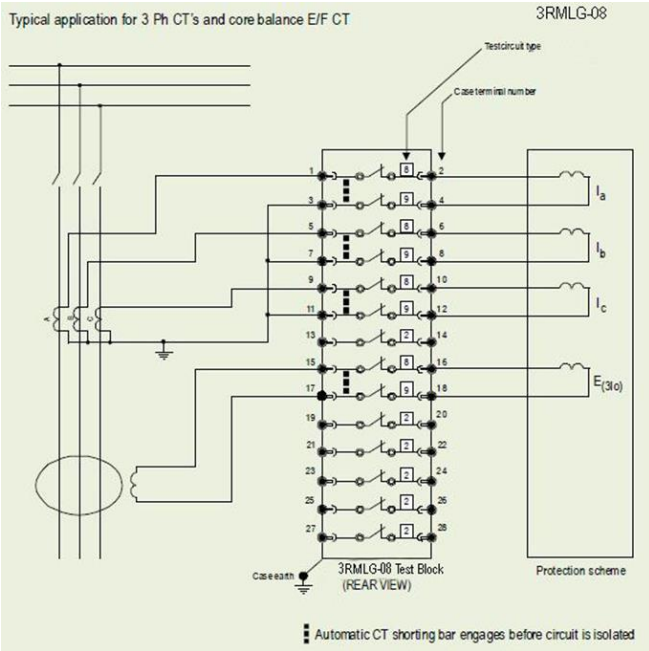 Typical application for 3 Ph CT's and core balance E/F CT
3RMLG-08
Testcircuit type
Case terminal number
1 8 2
3 9 4
5 8 6
7 9 8
9 8 10
11 9 12
13 2 14
15 8 16
17 9 18
19 2 20
21 2 22
23 2 24
25 2 26
27 2 28
Ia
Ib
Ic
E(3Io)
A B C
Case earth
3RMLG-08 Test Block
(REAR VIEW)
Protection scheme
Automatic CT shorting bar engages before circuit is isolated